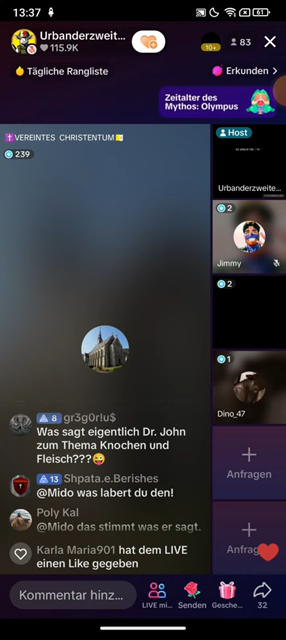 13:37
61
Urbanderzweit...
115.9K
10+
83
Tägliche Rangliste
Erkunden >
Zeitalter des
Mythos: Olympus
VEREINTES CHRISTENTUM
239
Host
Urbanderzweite...
2
Jimmy
2
1
Dino_47
+
Anfragen
+
Anfrag
8 gr3g0r!u$
Was sagt eigentlich Dr. John
zum Thema Knochen und
Fleisch???😜
13 Shpata.e.Berishes
@Mido was labert du den!
Poly Kal
@Mido das stimmt was er sagt.
Karla Maria901 hat dem LIVE
einen Like gegeben
Kommentar hinz...
LIVE mi...
Senden
Gesche...
32